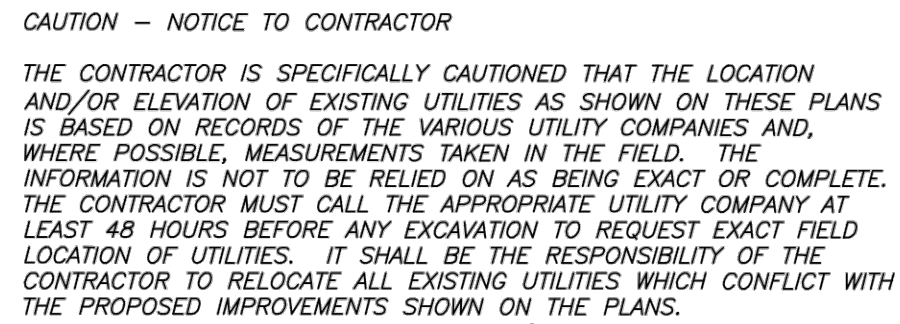 CAUTION – NOTICE TO CONTRACTOR
THE CONTRACTOR IS SPECIFICALLY CAUTIONED THAT THE LOCATION
AND/OR ELEVATION OF EXISTING UTILITIES AS SHOWN ON THESE PLANS
IS BASED ON RECORDS OF THE VARIOUS UTILITY COMPANIES AND,
WHERE POSSIBLE, MEASUREMENTS TAKEN IN THE FIELD. THE
INFORMATION IS NOT TO BE RELIED ON AS BEING EXACT OR COMPLETE.
THE CONTRACTOR MUST CALL THE APPROPRIATE UTILITY COMPANY AT
LEAST 48 HOURS BEFORE ANY EXCAVATION TO REQUEST EXACT FIELD
LOCATION OF UTILITIES. IT SHALL BE THE RESPONSIBILITY OF THE
CONTRACTOR TO RELOCATE ALL EXISTING UTILITIES WHICH CONFLICT WITH
THE PROPOSED IMPROVEMENTS SHOWN ON THE PLANS.